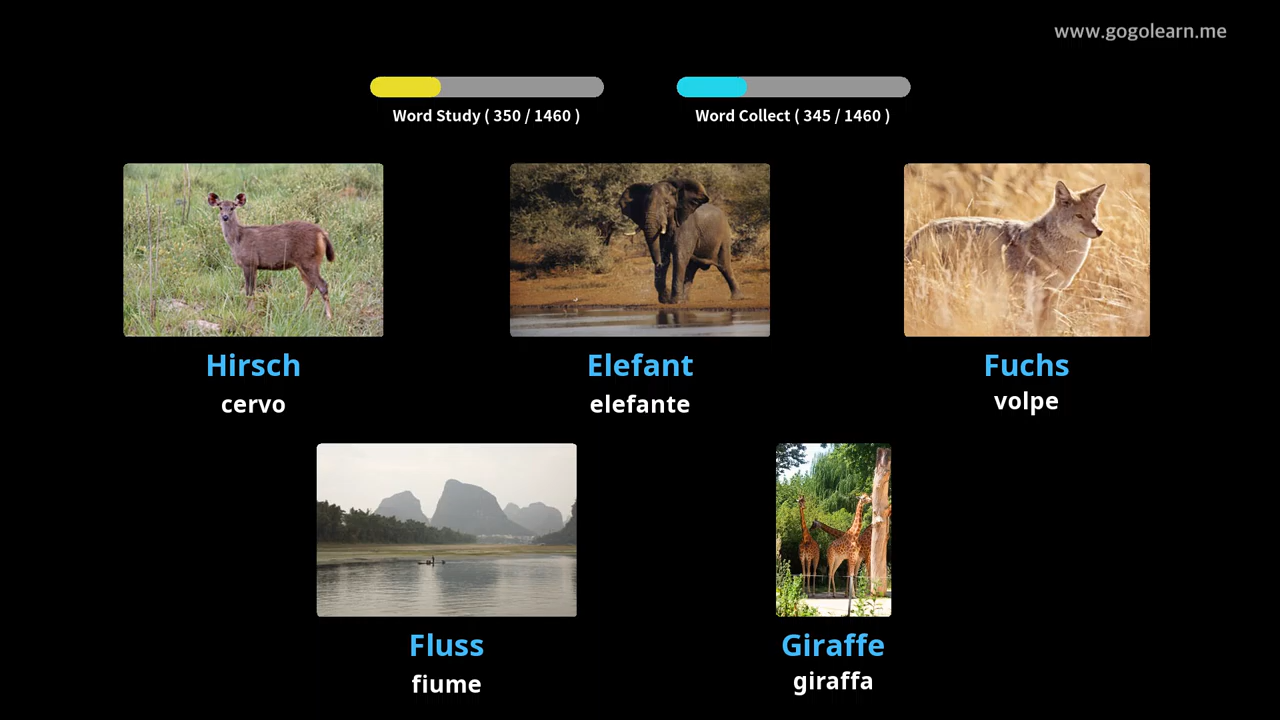 www.gogolearn.me
Word Study ( 350 / 1460 )
Word Collect ( 345 / 1460 )
Hirsch
cervo
Elefant
elefante
Fuchs
volpe
Fluss
fiume
Giraffe
giraffa